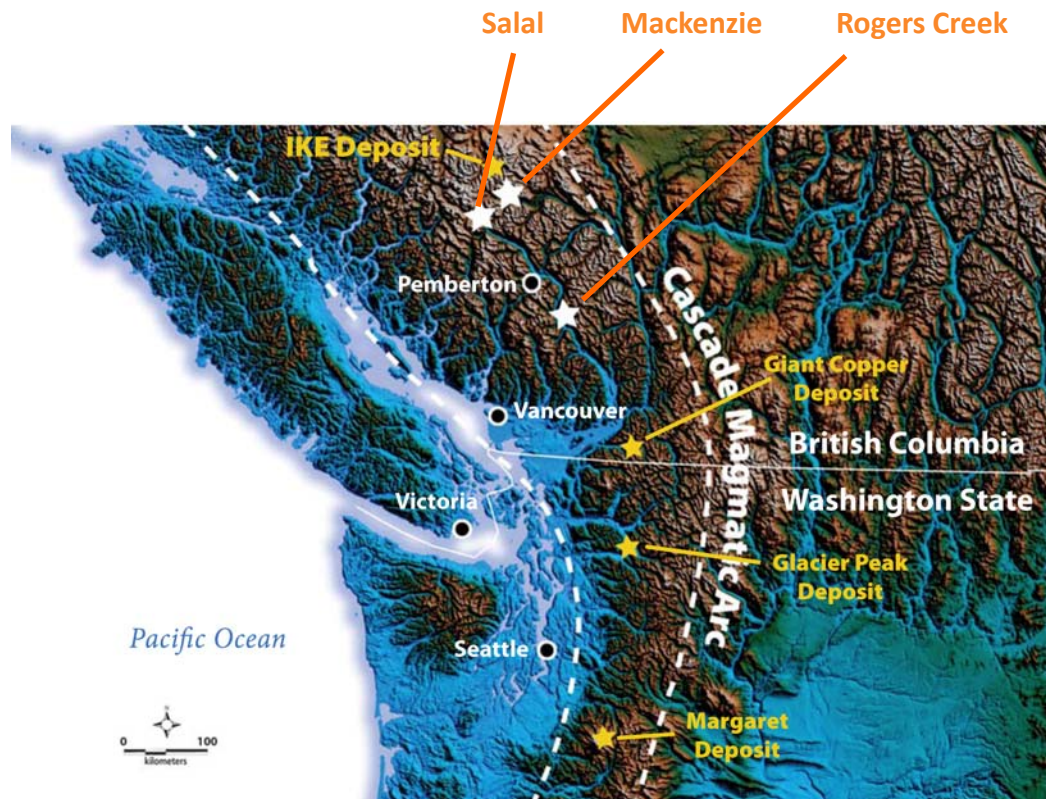 Salal
Mackenzie
Rogers Creek
IKE Deposit
Pemberton
Cascade Magmatic Arc
Giant Copper
Deposit
Vancouver
British Columbia
Washington State
Victoria
Glacier Peak
Deposit
Pacific Ocean
Seattle
Margaret
Deposit
N
0 100
kilometers